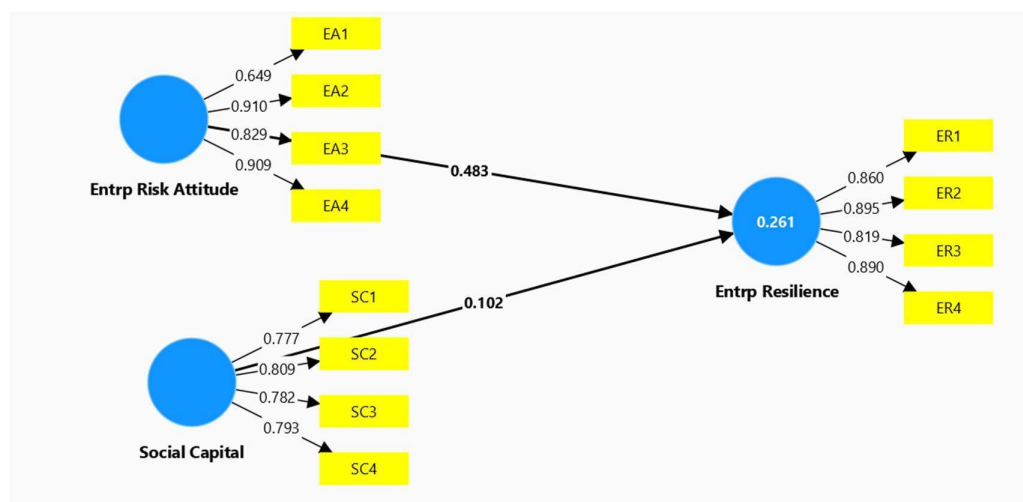 EA1
0.649
EA2
0.910
0.829
EA3
0.909
EA4
Entrp Risk Attitude
0.483
ER1
0.860
ER2
0.895
0.261
0.819
ER3
0.890
ER4
Entrp Resilience
SC1
0.777
0.102
SC2
0.809
0.782
SC3
0.793
SC4
Social Capital